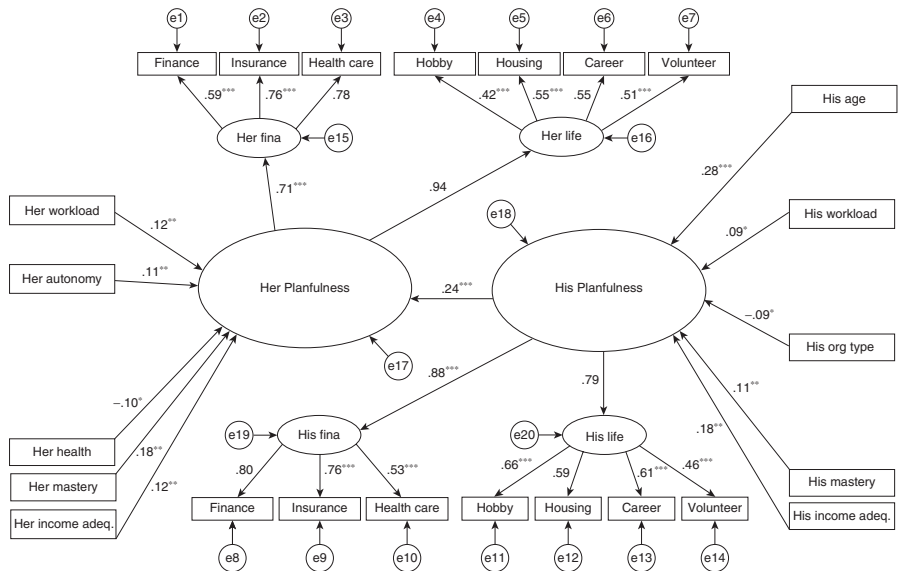 e1
e2
e3
e4
e5
e6
e7
Finance
Insurance
Health care
Hobby
Housing
Career
Volunteer
.59***
.76***
.78
.42***
.55***
.55
.51***
His age
Her fina
e15
Her life
e16
.28***
.71***
.94
Her workload
e18
His workload
.12**
.09*
Her autonomy
.11**
Her Planfulness
.24***
His Planfulness
–.09*
His org type
e17
.88***
.79
–.10*
.11**
.18**
.18**
.12**
Her health
Her mastery
Her income adeq.
e19
His fina
e20
His life
His mastery
His income adeq.
.80
.76***
.53***
.66***
.59
.61***
.46***
Finance
Insurance
Health care
Hobby
Housing
Career
Volunteer
e8
e9
e10
e11
e12
e13
e14